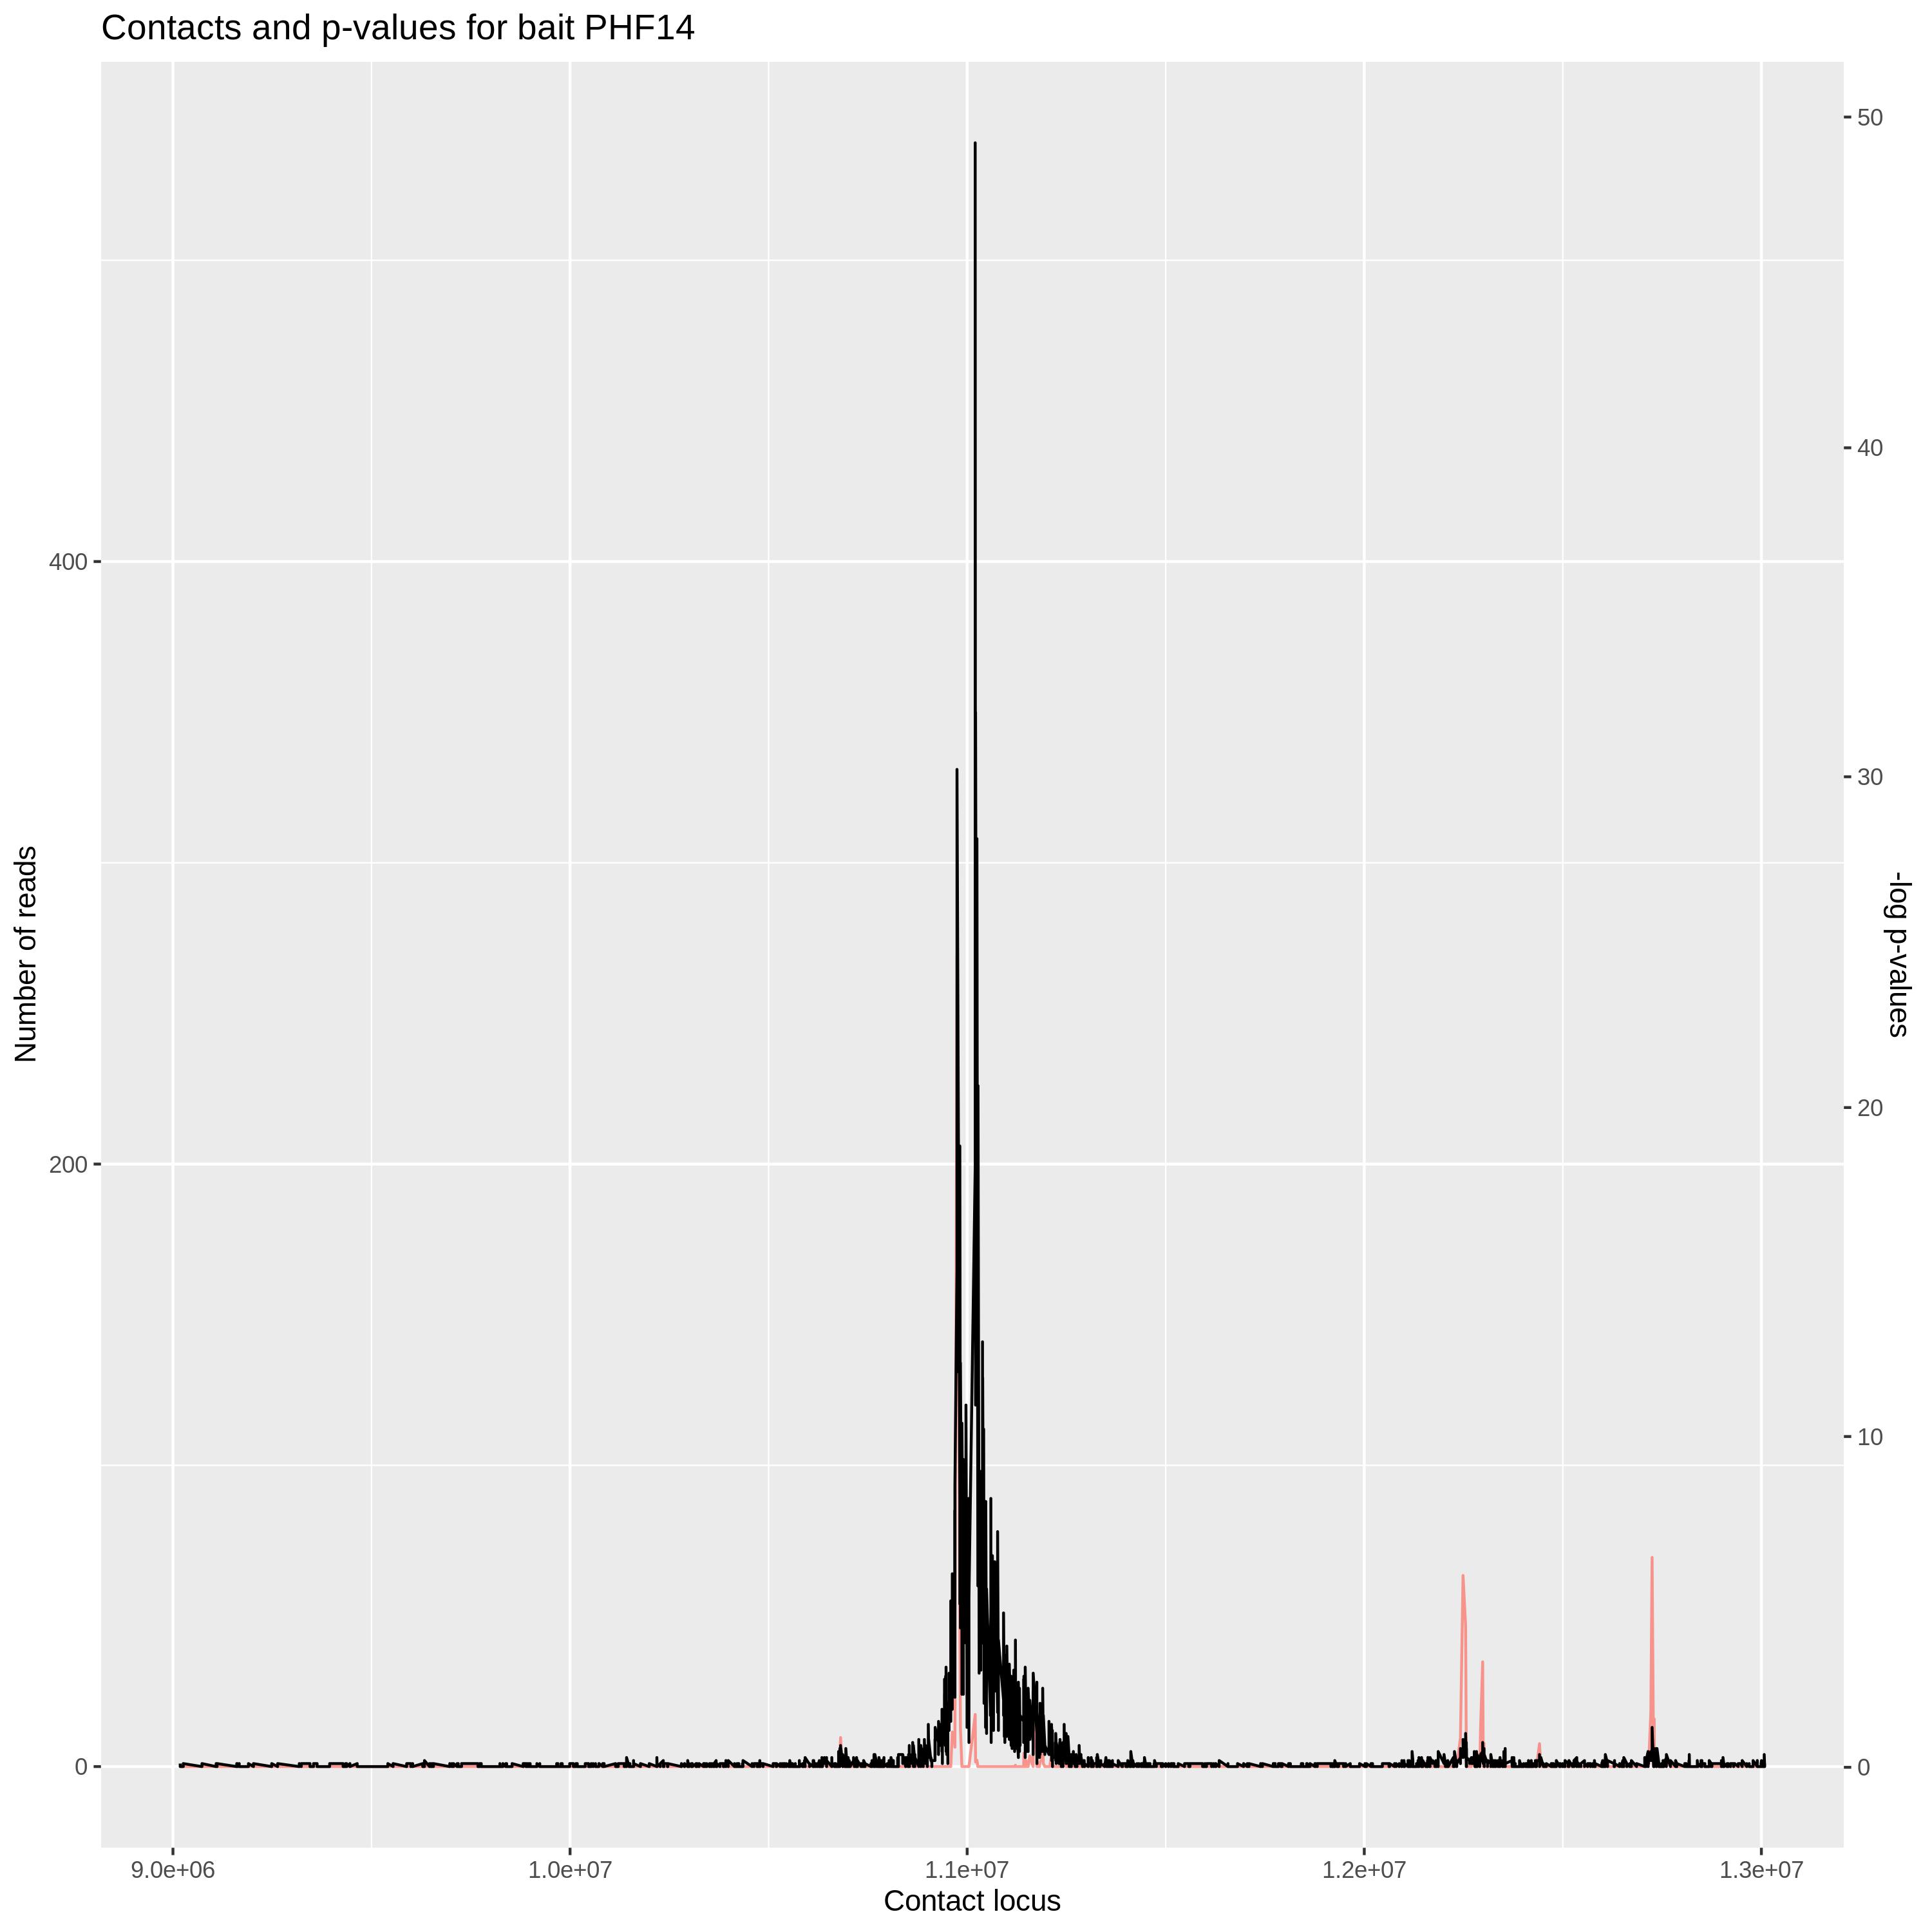 Contacts and p-values for bait PHF14
Number of reads
400
200
0
50
40
30
20
10
0
-log p-values
9.0e+06
1.0e+07
1.1e+07
1.2e+07
1.3e+07
Contact locus